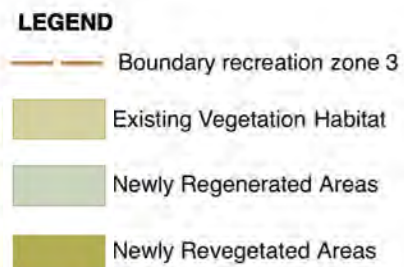 LEGEND
Boundary recreation zone 3
Existing Vegetation Habitat
Newly Regenerated Areas
Newly Revegetated Areas